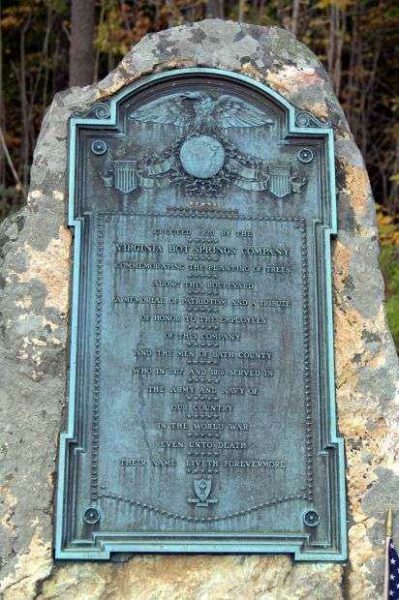 ERECTED 1920 BY THE
VIRGINIA HOT SPRINGS COMPANY
COMMEMORATING THE PLANTING OF TREES
ALONG THIS BOULEVARD
A MEMORIAL OF PATRIOTISM AND A TRIBUTE
OF HONOR TO THE EMPLOYEES
OF THIS COMPANY
AND THE MEN OF BATH COUNTY
WHO IN 1917 AND 1918 SERVED IN
THE ARMY AND NAVY OF
OUR COUNTRY
IN THE WORLD WAR
EVEN UNTO DEATH
THEIR NAME LIVETH FOREVERMORE